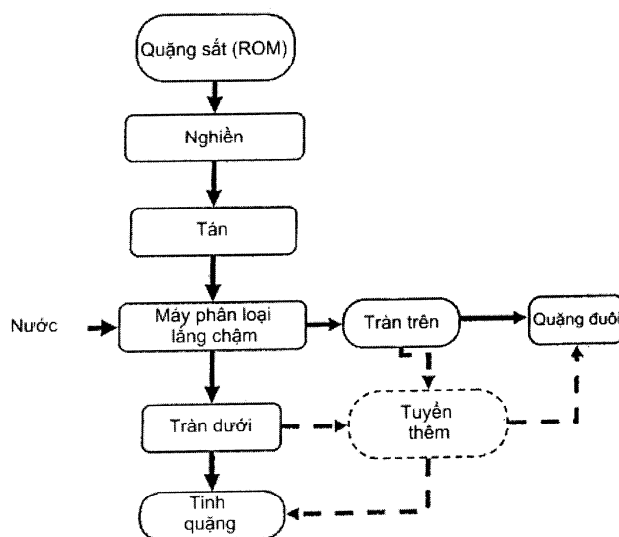 Quặng sắt (ROM)
Nghiền
Tán
Nước
Máy phân loại
lắng chậm
Tràn trên
Quặng đuôi
Tràn dưới
Tuyển
thêm
Tinh
quặng